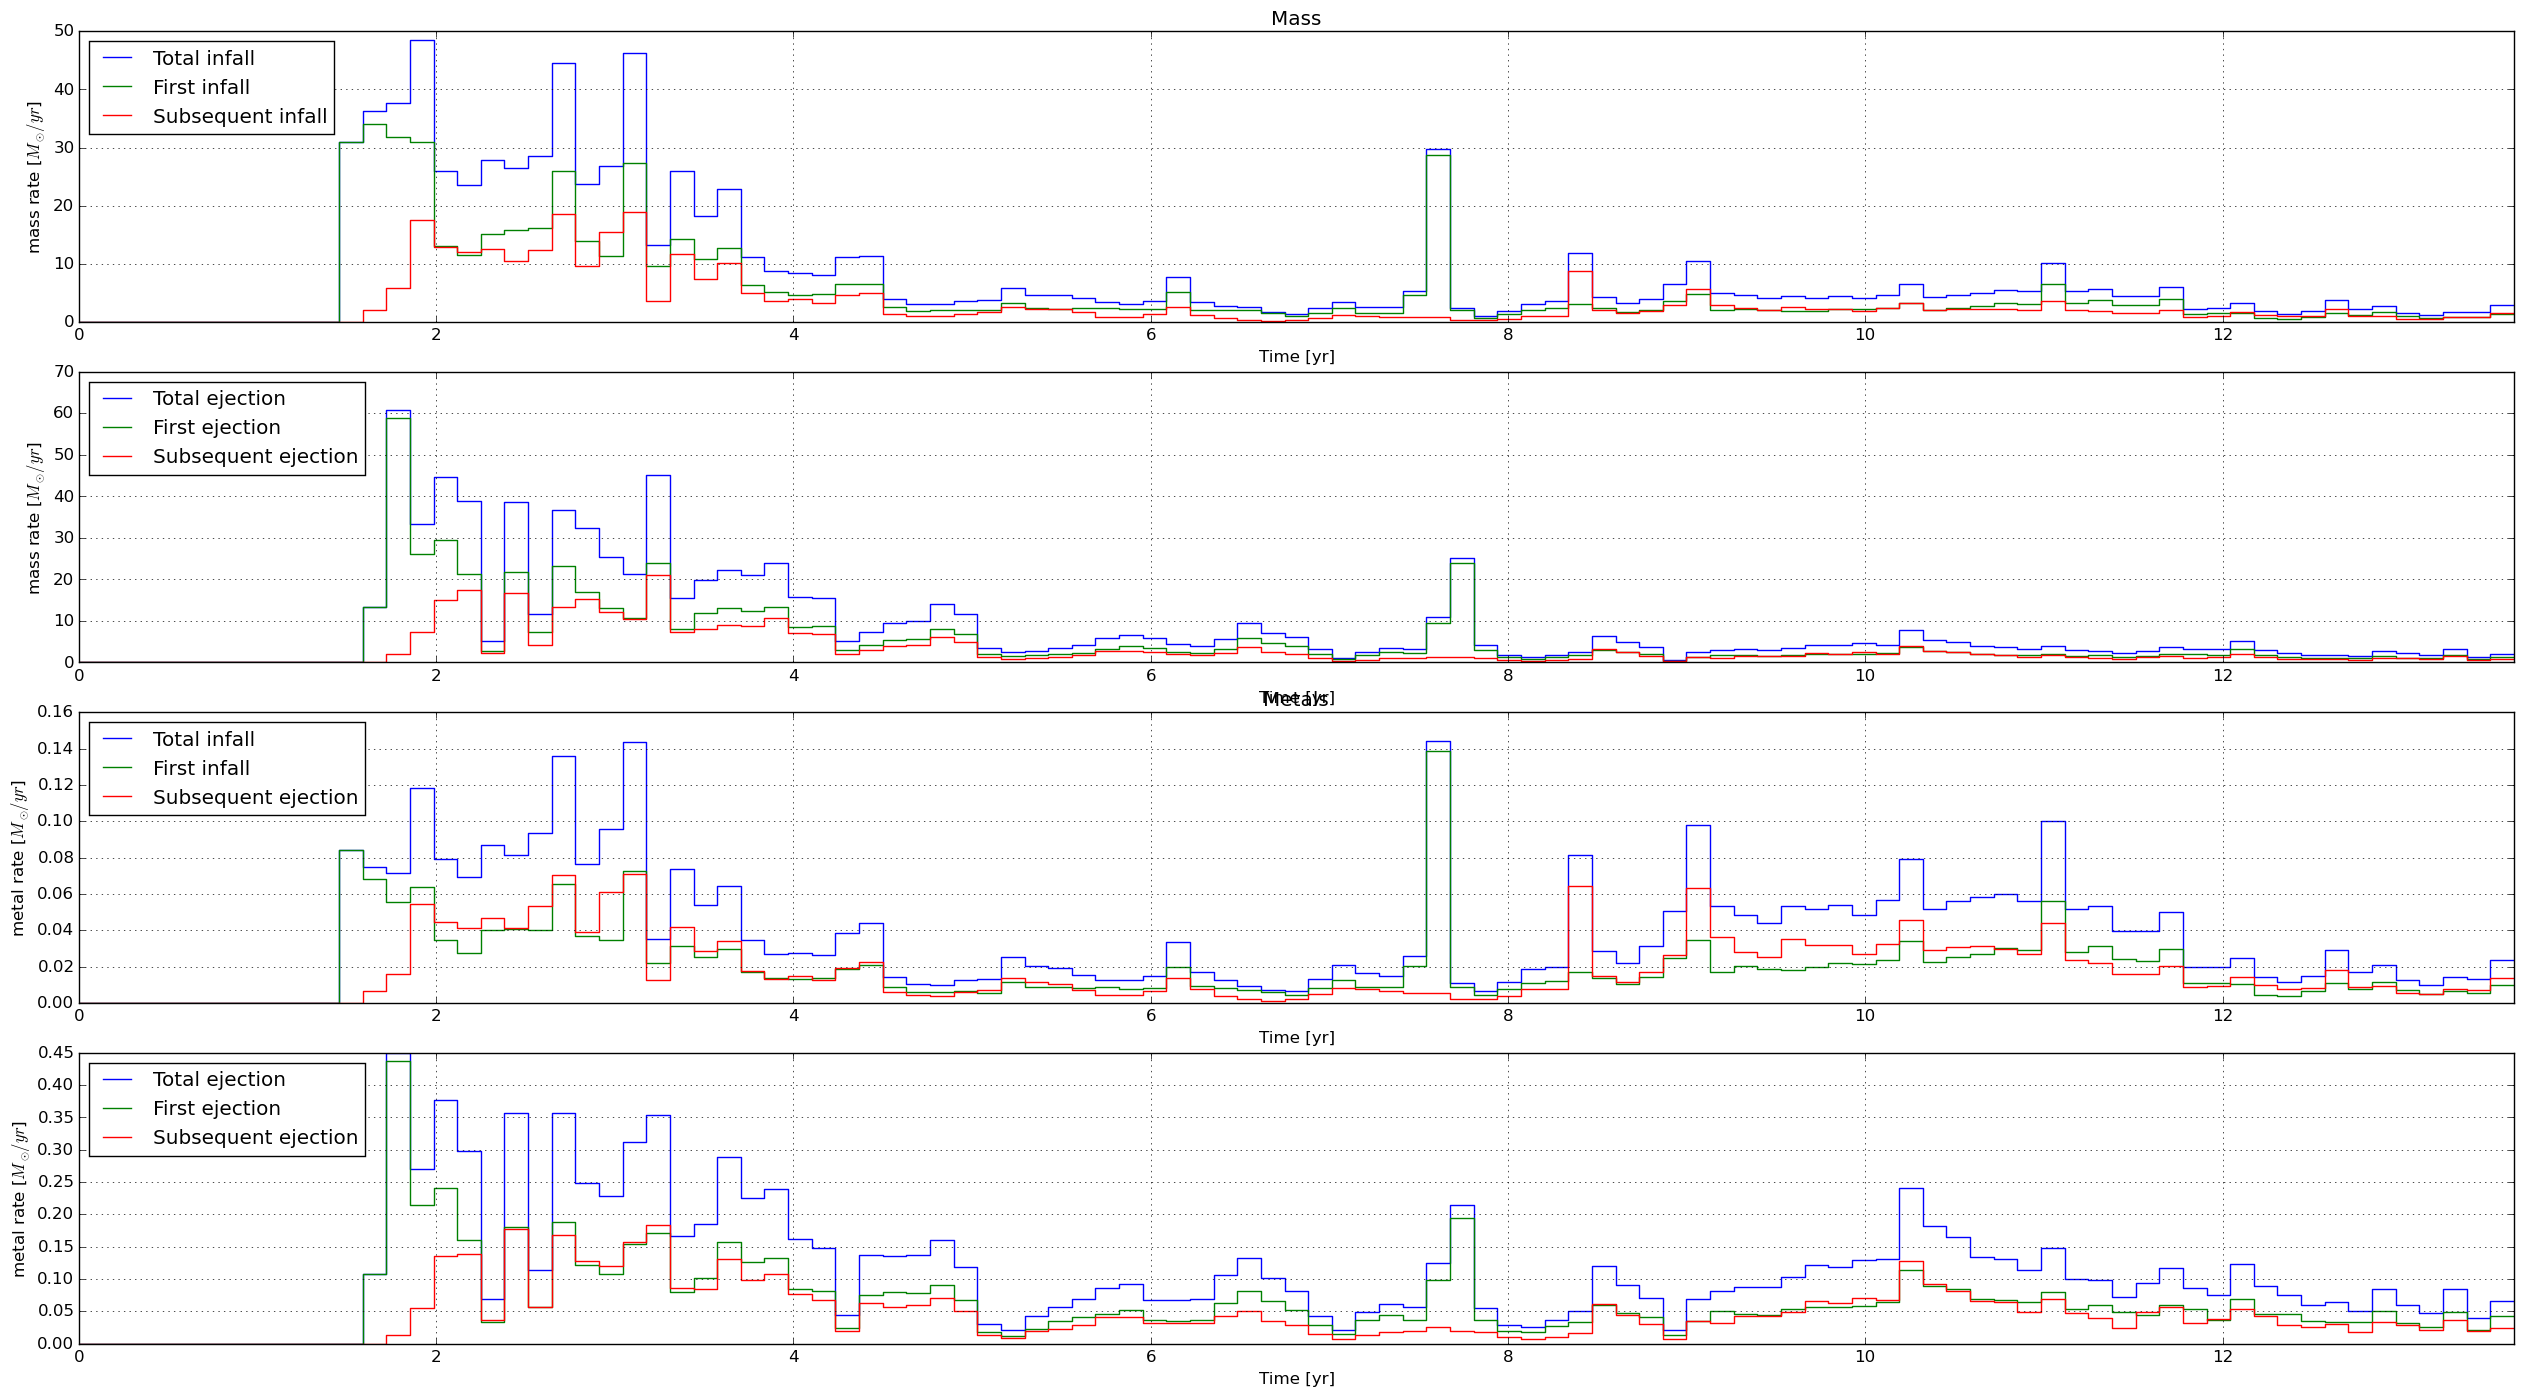 Mass
50
40
30
20
10
0
mass rate [M⊙/yr]
Total infall
First infall
Subsequent infall
0 2 4 6 8 10 12
Time [yr]
70
60
50
40
30
20
10
0
mass rate [M⊙/yr]
Total ejection
First ejection
Subsequent ejection
0 2 4 6 8 10 12
Time [yr]
Metals
0.16
0.14
0.12
0.10
0.08
0.06
0.04
0.02
0.00
metal rate [M⊙/yr]
Total infall
First infall
Subsequent ejection
0 2 4 6 8 10 12
Time [yr]
0.45
0.40
0.35
0.30
0.25
0.20
0.15
0.10
0.05
0.00
metal rate [M⊙/yr]
Total ejection
First ejection
Subsequent ejection
0 2 4 6 8 10 12
Time [yr]